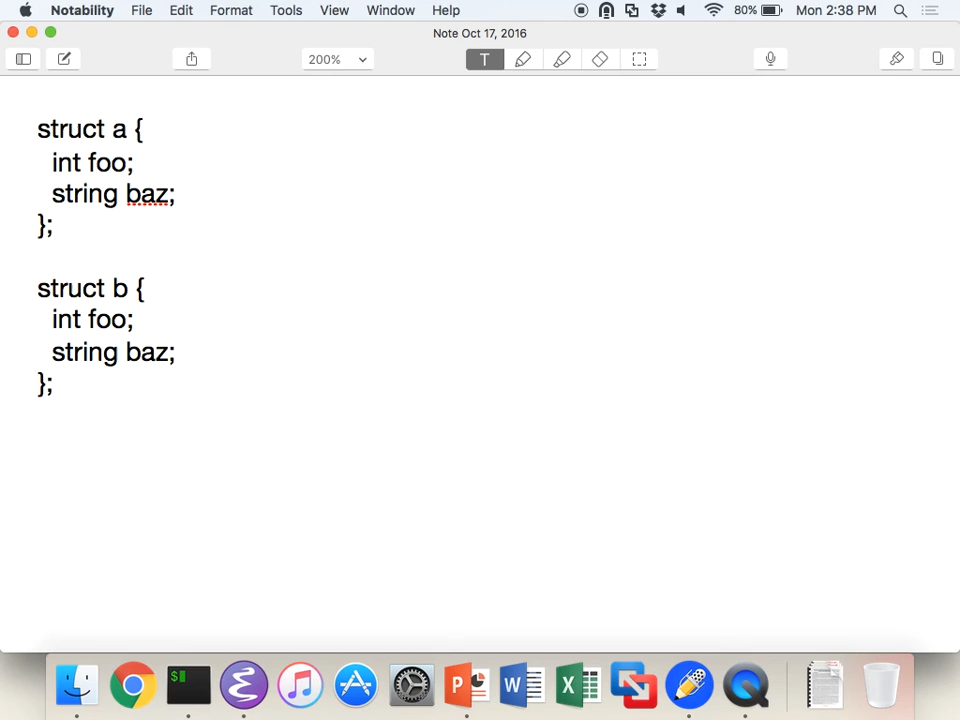 Notability File Edit Format Tools View Window Help 80% Mon 2:38 PM
Note Oct 17, 2016
200% T
struct a {
int foo;
string baz;
};
struct b {
int foo;
string baz;
};
$
P W X